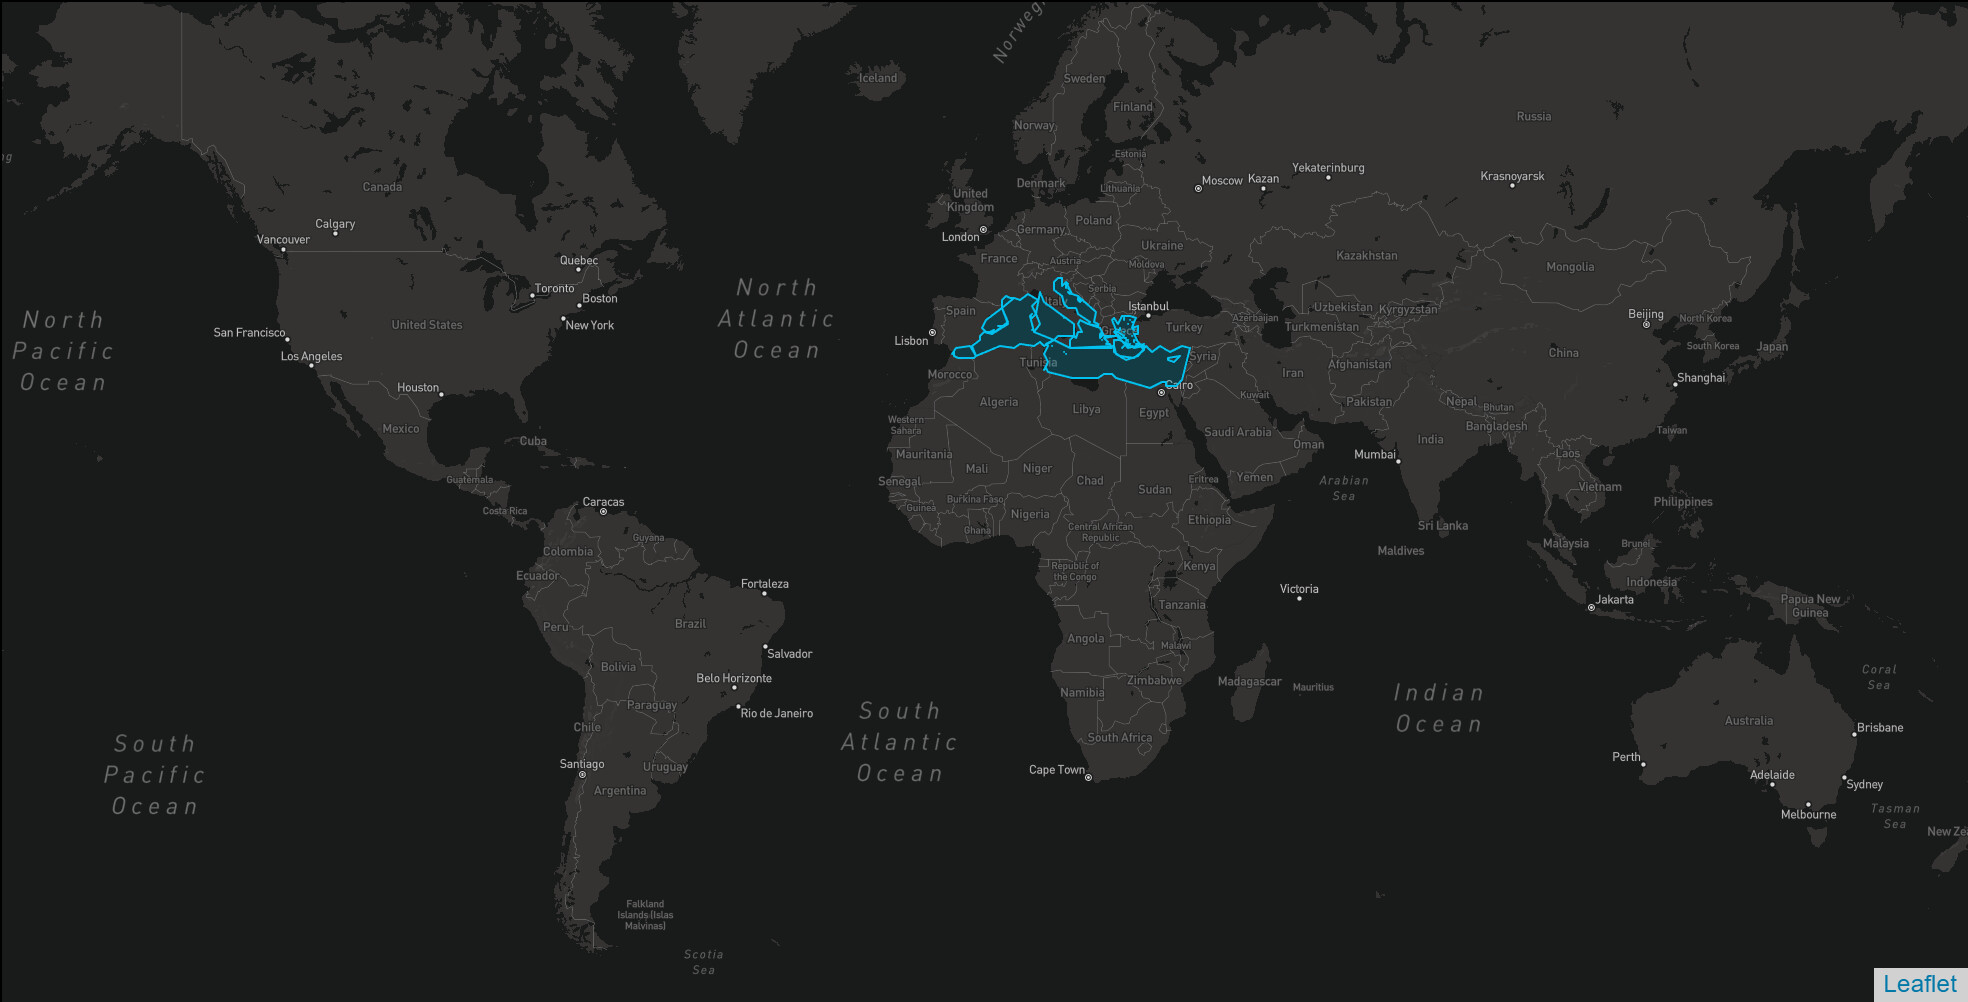 Norweg
Iceland
Sweden
Finland
Norway
Russia
Estonia
ng
Denmark
Lithuania
Moscow
Kazan
Yekaterinburg
Krasnoyarsk
Canada
United
Kingdom
Poland
Calgary
Vancouver
London
Germany
Ukraine
Quebec
France
Austria
Moldova
Kazakhstan
Mongolia
Toronto
Boston
North
Atlantic
Ocean
Serbia
Italy
Istanbul
Spain
Uzbekistan
Kyrgyzstan
Beijing
North Korea
North
Pacific
Ocean
San Francisco
United States
New York
Lisbon
Greece
Turkey
Azerbaijan
Turkmenistan
South Korea
Japan
Los Angeles
Morocco
Tunisia
Syria
Iran
Afghanistan
China
Shanghai
Houston
Cairo
Algeria
Libya
Egypt
Kuwait
Pakistan
Nepal
Bhutan
Mexico
Cuba
Western
Sahara
Saudi Arabia
Oman
India
Bangladesh
Taiwan
Mauritania
Mali
Niger
Chad
Mumbai
Laos
Guatemala
Senegal
Sudan
Eritrea
Yemen
Arabian
Sea
Vietnam
Philippines
Costa Rica
Caracas
Guinea
Burkina Faso
Ghana
Nigeria
Central African
Republic
Ethiopia
Sri Lanka
Guyana
Colombia
Maldives
Malaysia
Brunei
Ecuador
Fortaleza
Republic of
the Congo
Kenya
Victoria
Indonesia
Jakarta
Papua New
Guinea
Peru
Brazil
Tanzania
Salvador
Angola
Malawi
Bolivia
Belo Horizonte
Zimbabwe
Madagascar
Mauritius
Indian
Ocean
Coral
Sea
Namibia
Paraguay
Rio de Janeiro
South
Atlantic
Ocean
Chile
South Africa
Australia
Brisbane
South
Pacific
Ocean
Santiago
Uruguay
Cape Town
Perth
Adelaide
Sydney
Argentina
Melbourne
Tasman
Sea
New Zea
Falkland
Islands (Islas
Malvinas)
Scotia
Sea
Leaflet